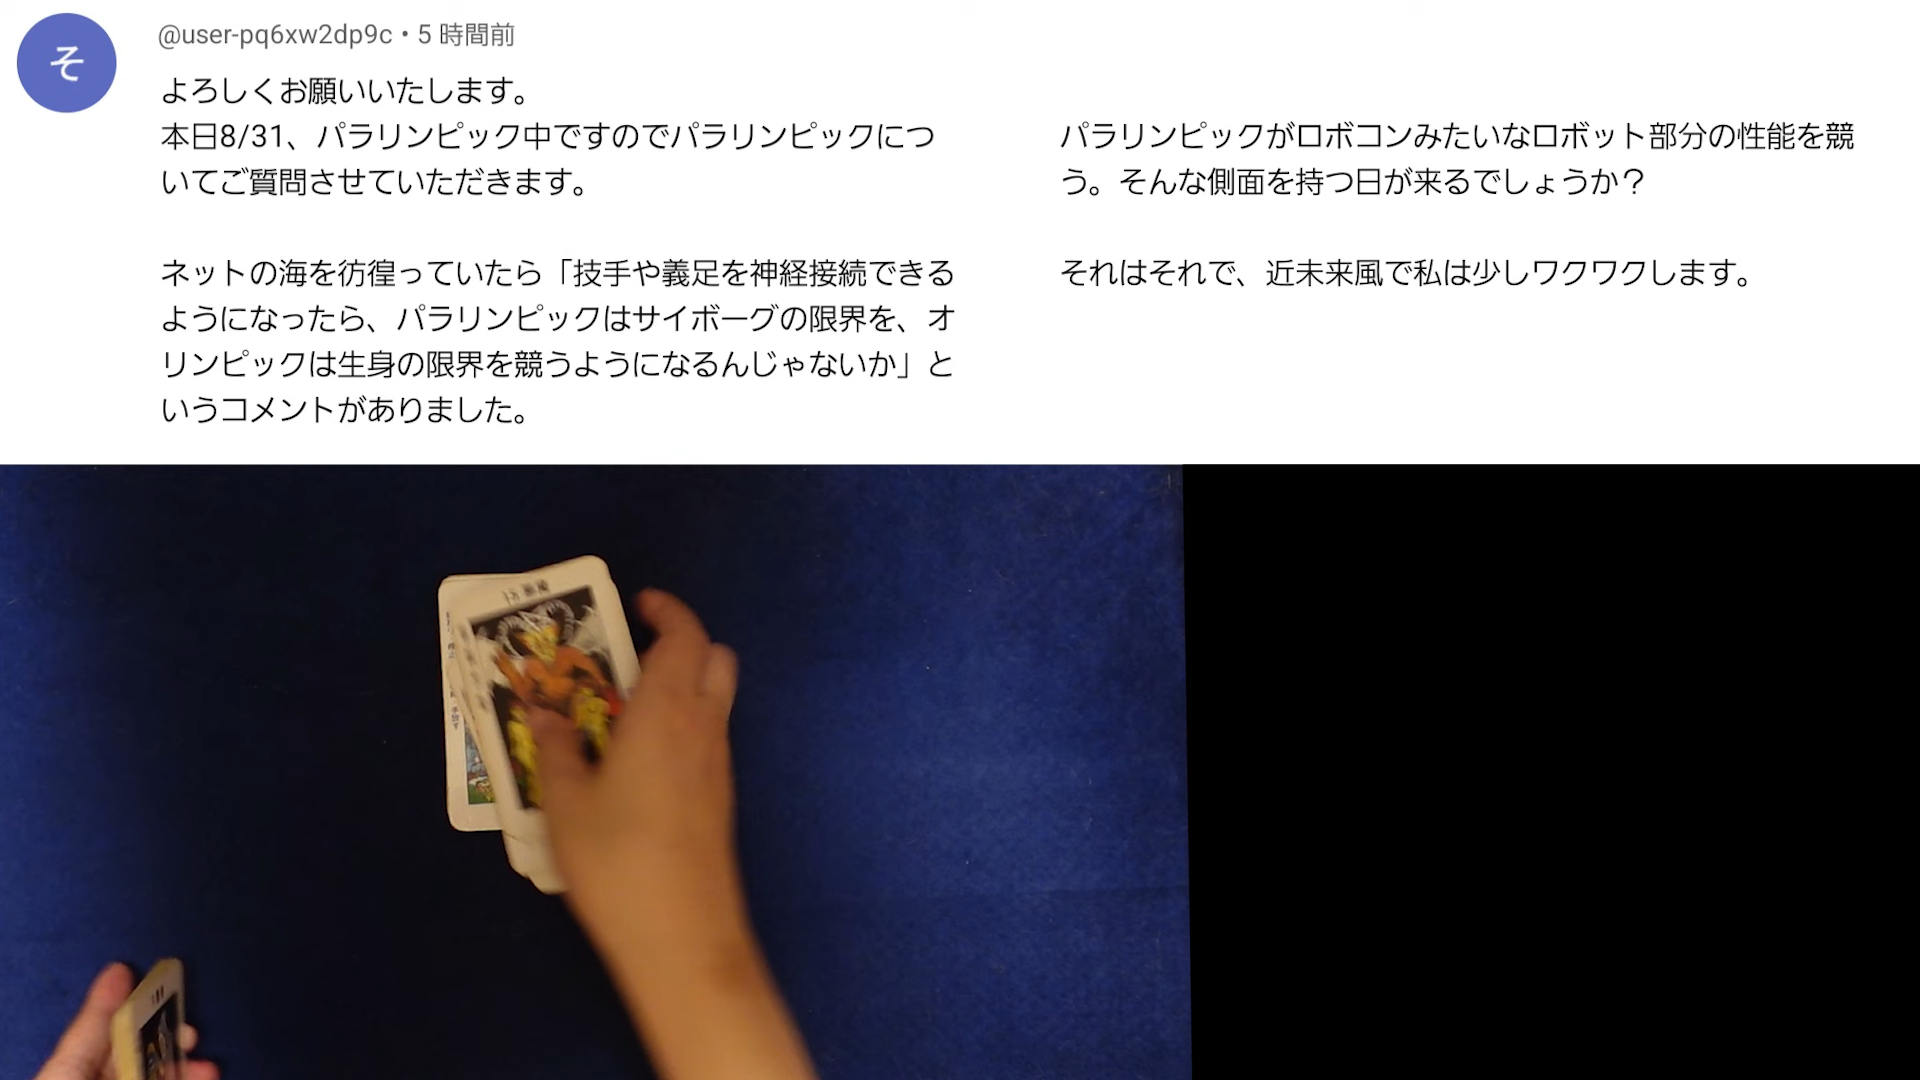 そ
@user-pq6xw2dp9c • 5 時間前
よろしくお願いいたします。
本日8/31、パラリンピック中ですのでパラリンピックにつ
いてご質問させていただきます。
ネットの海を彷徨っていたら「技手や義足を神経接続できる
ようになったら、パラリンピックはサイボーグの限界を、オ
リンピックは生身の限界を競うようになるんじゃないか」と
いうコメントがありました。
パラリンピックがロボコンみたいなロボット部分の性能を競
う。そんな側面を持つ日が来るでしょうか？
それはそれで、近未来風で私は少しワクワクします。